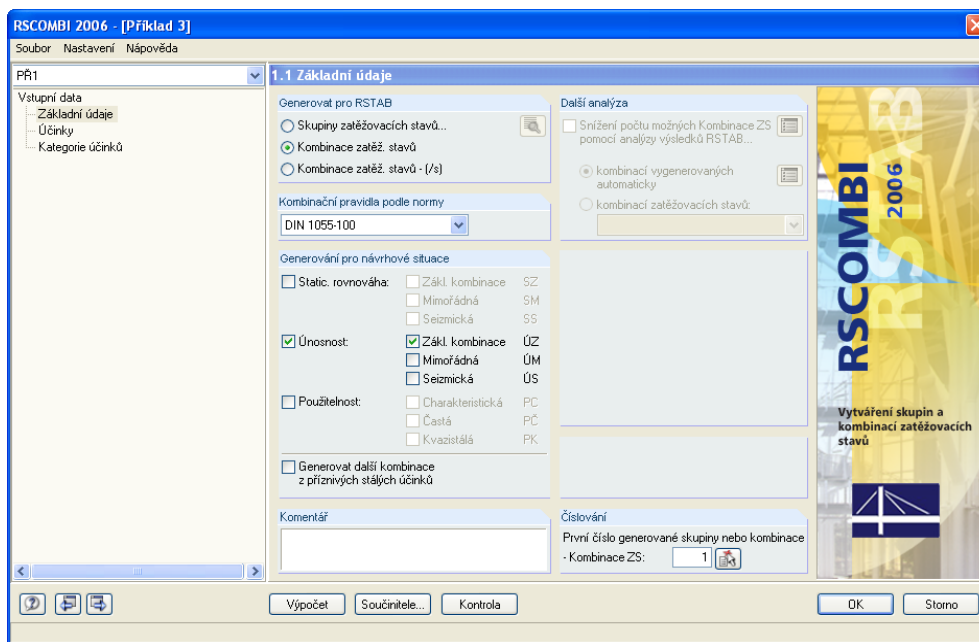 RSCOMBI 2006 - [Příklad 3]
Soubor Nastavení Nápověda
PŘ1
Vstupní data
Základní údaje
Účinky
Kategorie účinků
1.1 Základní údaje
Generovat pro RSTAB
Skupiny zatěžovacích stavů...
Kombinace zatěž. stavů
Kombinace zatěž. stavů - (/s)
Kombinační pravidla podle normy
DIN 1055-100
Generování pro návrhové situace
Static. rovnováha: Zákl. kombinace SZ
Mimořádná SM
Seizmická SS
Únosnost: Zákl. kombinace ÚZ
Mimořádná ÚM
Seizmická ÚS
Použitelnost: Charakteristická PC
Častá PČ
Kvazistálá PK
Generovat další kombinace
z příznivých stálých účinků
Komentář
Další analýza
Snížení počtu možných Kombinace ZS
pomocí analýzy výsledků RSTAB...
kombinací vygenerovaných
automaticky
kombinací zatěžovacích stavů:
Číslování
První číslo generované skupiny nebo kombinace
- Kombinace ZS: 1
RSTAB
RSCOMBI
2006
Vytváření skupin a
kombinací zatěžovacích
stavů
Výpočet Součinitele... Kontrola OK Storno